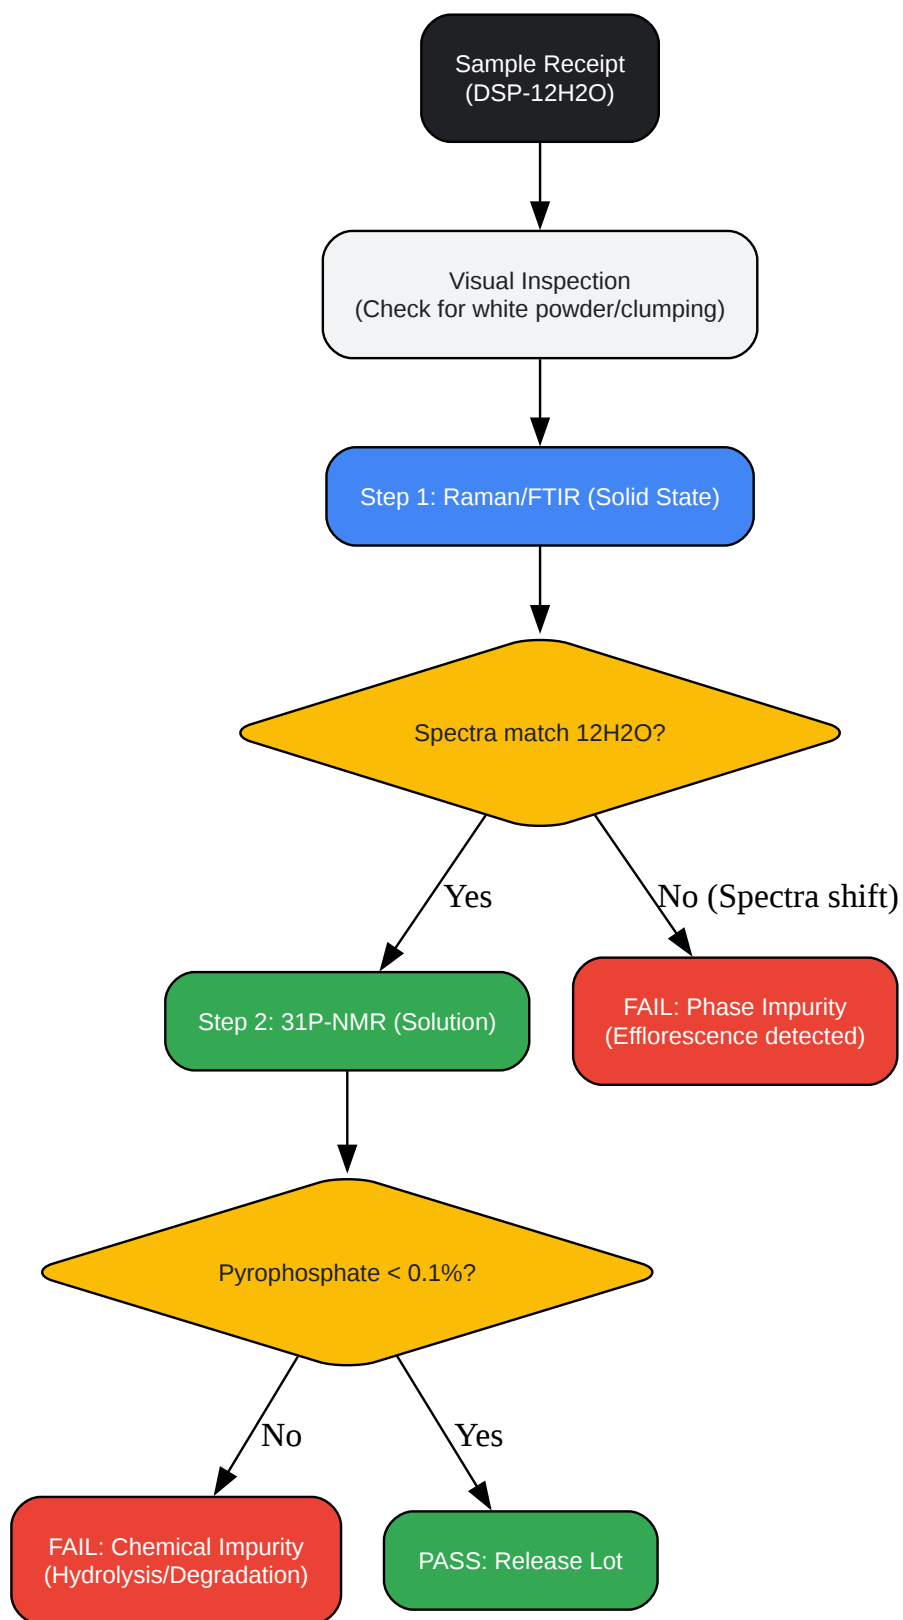 Sample Receipt
(DSP-12H2O)
Visual Inspection
(Check for white powder/clumping)
Step 1: Raman/FTIR (Solid State)
Spectra match 12H2O?
Yes
No (Spectra shift)
Step 2: 31P-NMR (Solution)
FAIL: Phase Impurity
(Efflorescence detected)
Pyrophosphate < 0.1%?
No
Yes
FAIL: Chemical Impurity
(Hydrolysis/Degradation)
PASS: Release Lot